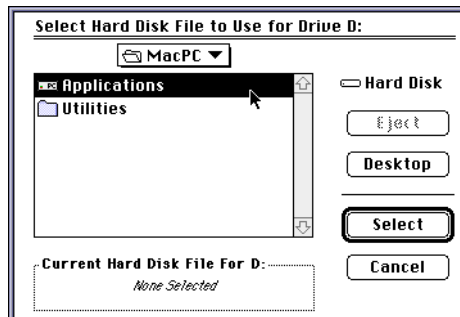 Select Hard Disk File to Use for Drive D:
MacPC
PC Applications
Utilities
Hard Disk
Eject
Desktop
Select
Cancel
Current Hard Disk File For D:
None Selected